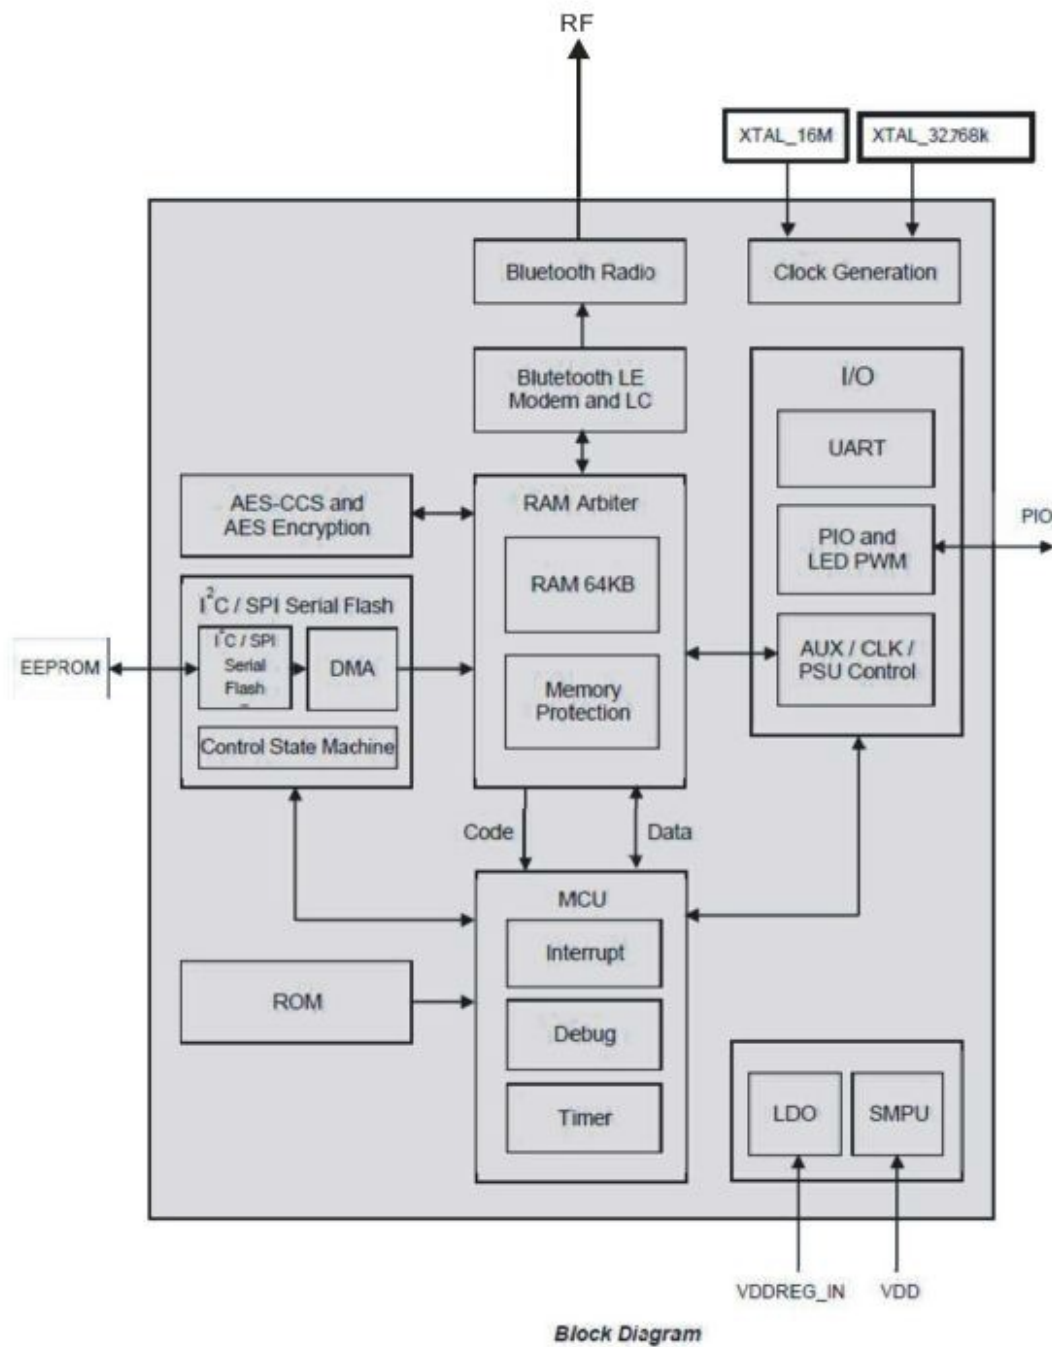 RF
XTAL_16M
XTAL_32.768k
Bluetooth Radio
Clock Generation
Blutetooth LE
Modem and LC
I/O
UART
AES-CCS and
AES Encryption
RAM Arbiter
PIO and
LED PWM
PIO
RAM 64KB
I²C / SPI Serial Flash
I²C / SPI
Serial
Flash
DMA
EEPROM
AUX / CLK /
PSU Control
Memory
Protection
Control State Machine
Code
Data
MCU
Interrupt
ROM
Debug
Timer
LDO
SMPU
VDDREG_IN
VDD
Block Diagram